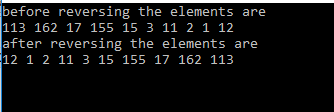 before reversing the elements are
113 162 17 155 15 3 11 2 1 12
after reversing the elements are
12 1 2 11 3 15 155 17 162 113